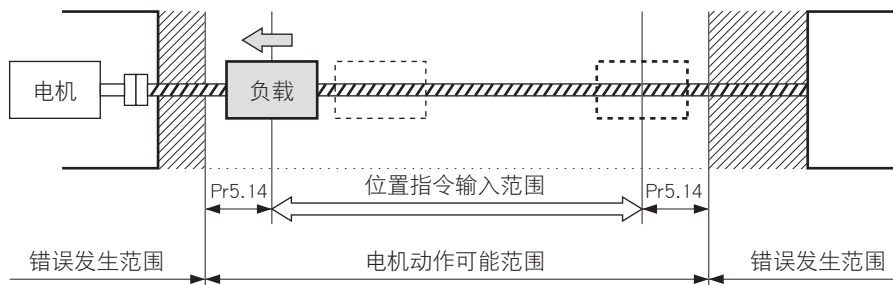 电机
负载
Pr5.14
位置指令输入范围
Pr5.14
错误发生范围
电机动作可能范围
错误发生范围